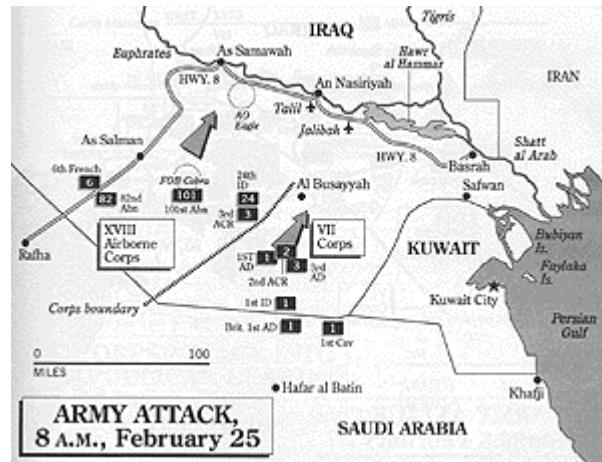 Tigris
IRAQ
Euphrates
As Samawah
Hawr
al Hammar
IRAN
HWY. 8
An Nasiriyah
AO
Eagle
Talil
Jalibah
As Salman
Shatt
al Arab
HWY. 8
Basrah
6th French
6
82
82nd
Abn
FOB Cobra
101
101st Abn
24th
ID
24
3rd
ACR
3
Al Busayyah
Safwan
XVIII
Airborne
Corps
VII
Corps
KUWAIT
Bubiyan
Is.
Rafha
1ST
AD
1
2
3
3rd
AD
2nd ACR
Faylaka
Is.
Kuwait City
Corps boundary
1st ID
1
Persian
Gulf
Brit. 1st AD
1
1
1st Cav
0
100
MILES
Hafar al Batin
Khafji
ARMY ATTACK,
8 A.M., February 25
SAUDI ARABIA